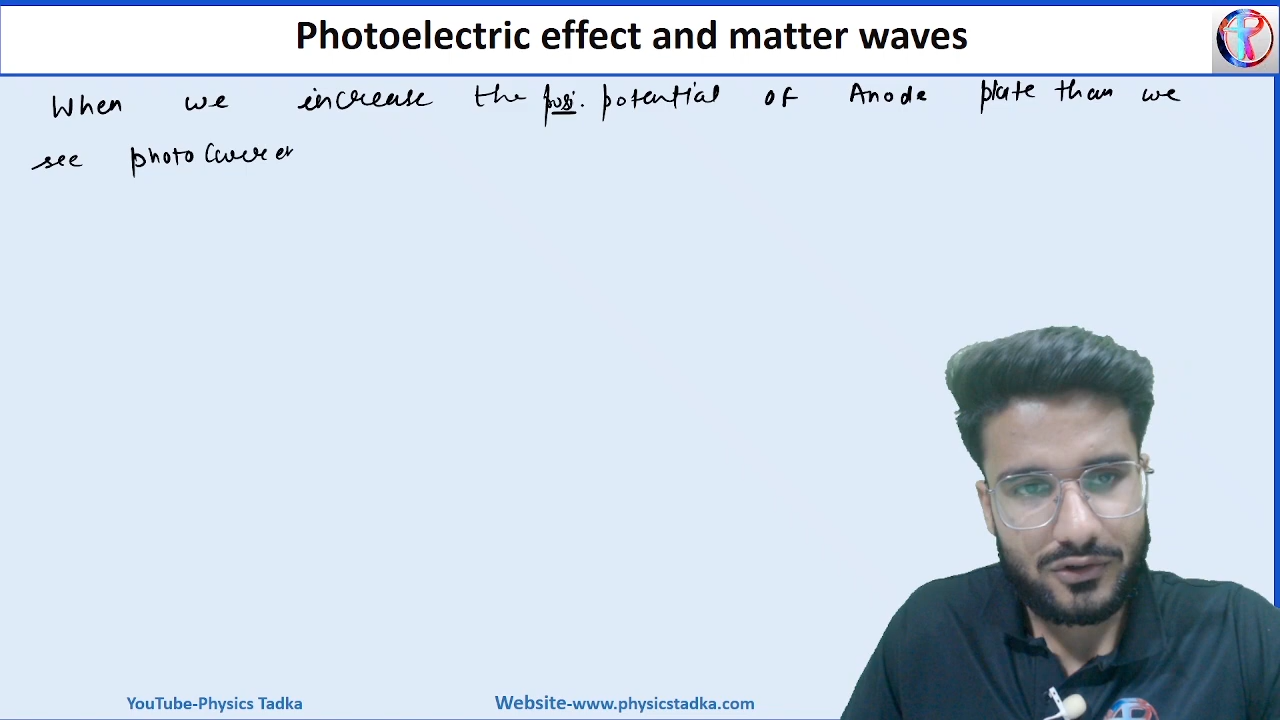 Photoelectric effect and matter waves
When we increase the posi. potential of Anode plate than we
see photo Curre
YouTube-Physics Tadka
Website-www.physicstadka.com